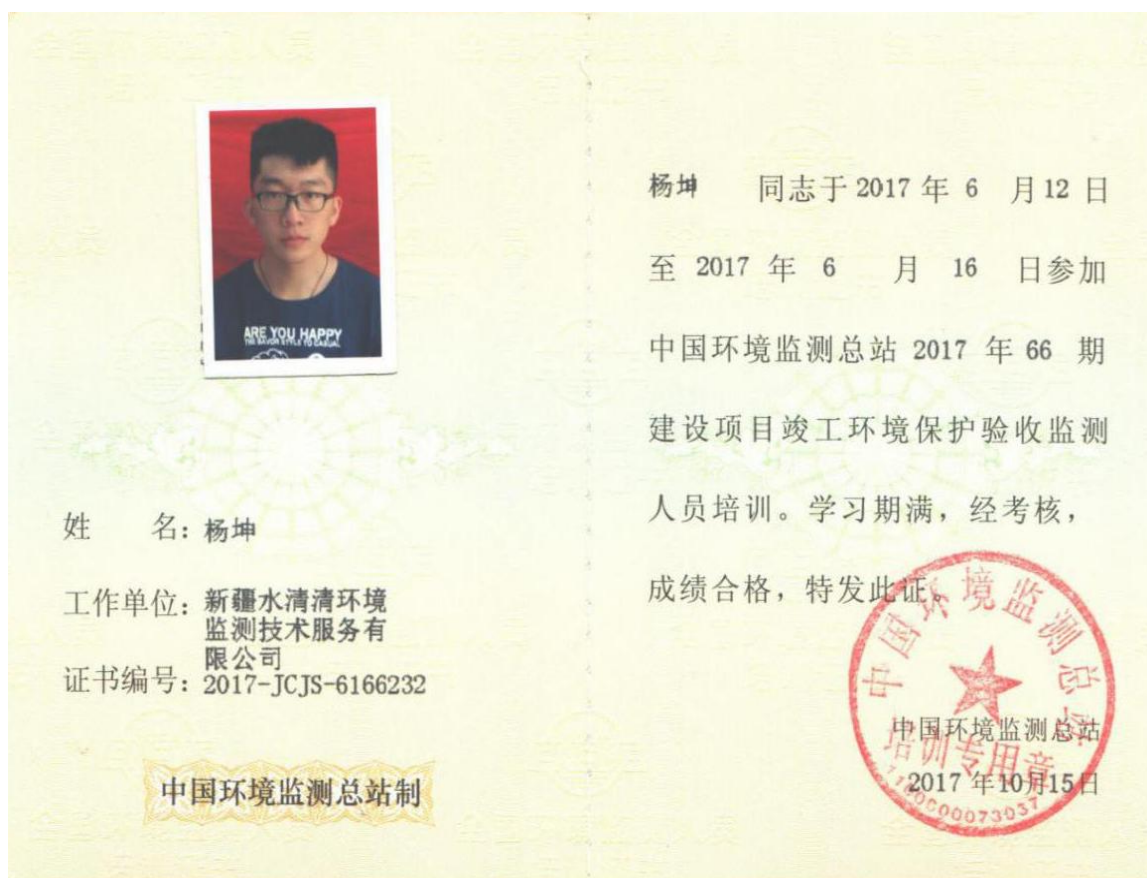 ARE YOU HAPPY
姓 名：杨坤
工作单位：新疆水清清环境
监测技术服务有
限公司
证书编号：2017-JCJS-6166232
中国环境监测总站制
杨坤 同志于 2017 年 6 月 12 日
至 2017 年 6 月 16 日参加
中国环境监测总站 2017 年 66 期
建设项目竣工环境保护验收监测
人员培训。学习期满，经考核，
成绩合格，特发此证。
中国环境监测总站
2017 年10月15日
中国环境监测总站
培训专用章